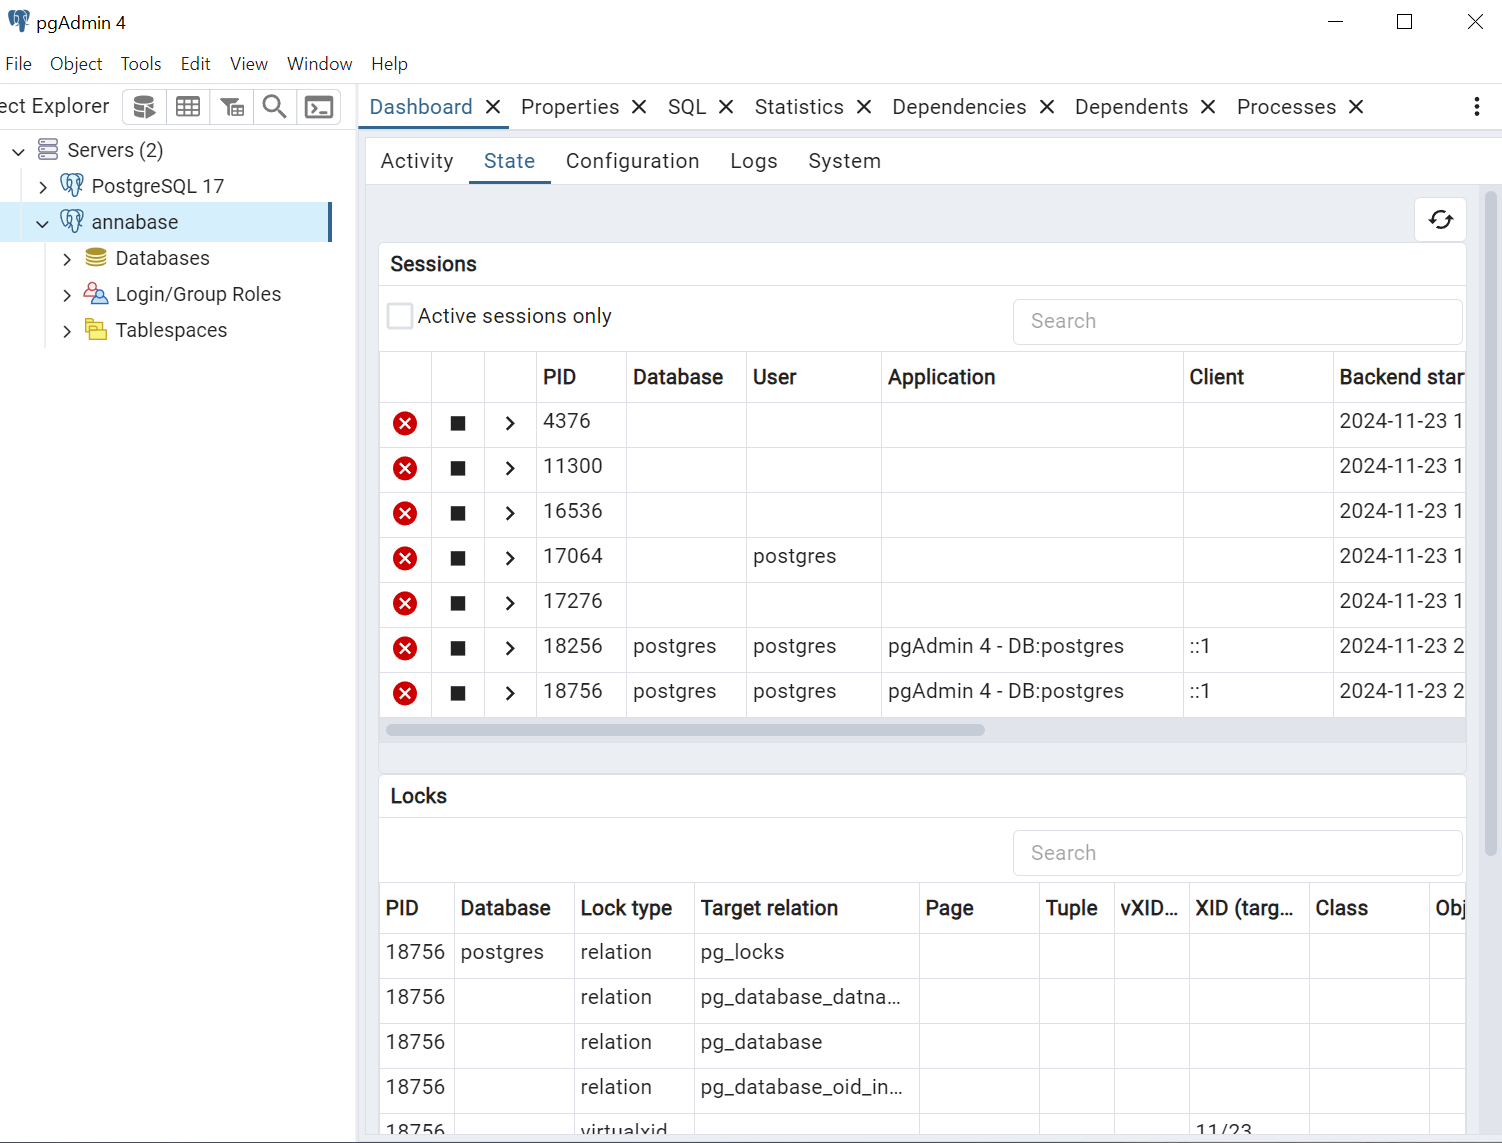 pgAdmin 4
File Object Tools Edit View Window Help
ect Explorer
Dashboard Properties SQL Statistics Dependencies Dependents Processes
Servers (2)
PostgreSQL 17
annabase
Databases
Login/Group Roles
Tablespaces
Activity State Configuration Logs System
Sessions
Active sessions only
Search
PID Database User Application Client Backend star
4376 2024-11-23 1
11300 2024-11-23 1
16536 2024-11-23 1
17064 postgres 2024-11-23 1
17276 2024-11-23 1
18256 postgres postgres pgAdmin 4 - DB:postgres ::1 2024-11-23 2
18756 postgres postgres pgAdmin 4 - DB:postgres ::1 2024-11-23 2
Locks
Search
PID Database Lock type Target relation Page Tuple vXID... XID (targ... Class Obj
18756 postgres relation pg_locks
18756 relation pg_database_datna...
18756 relation pg_database
18756 relation pg_database_oid_in...
18756 virtualxid 11/23